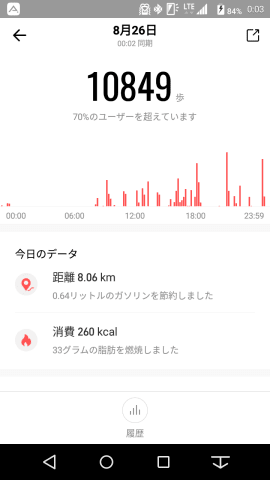 LTE 84% 0:03
8月26日
00:02 同期
10849 歩
70%のユーザーを超えています
00:00 06:00 12:00 18:00 23:59
今日のデータ
距離 8.06 km
0.64リットルのガソリンを節約しました
消費 260 kcal
33グラムの脂肪を燃焼しました
履歴